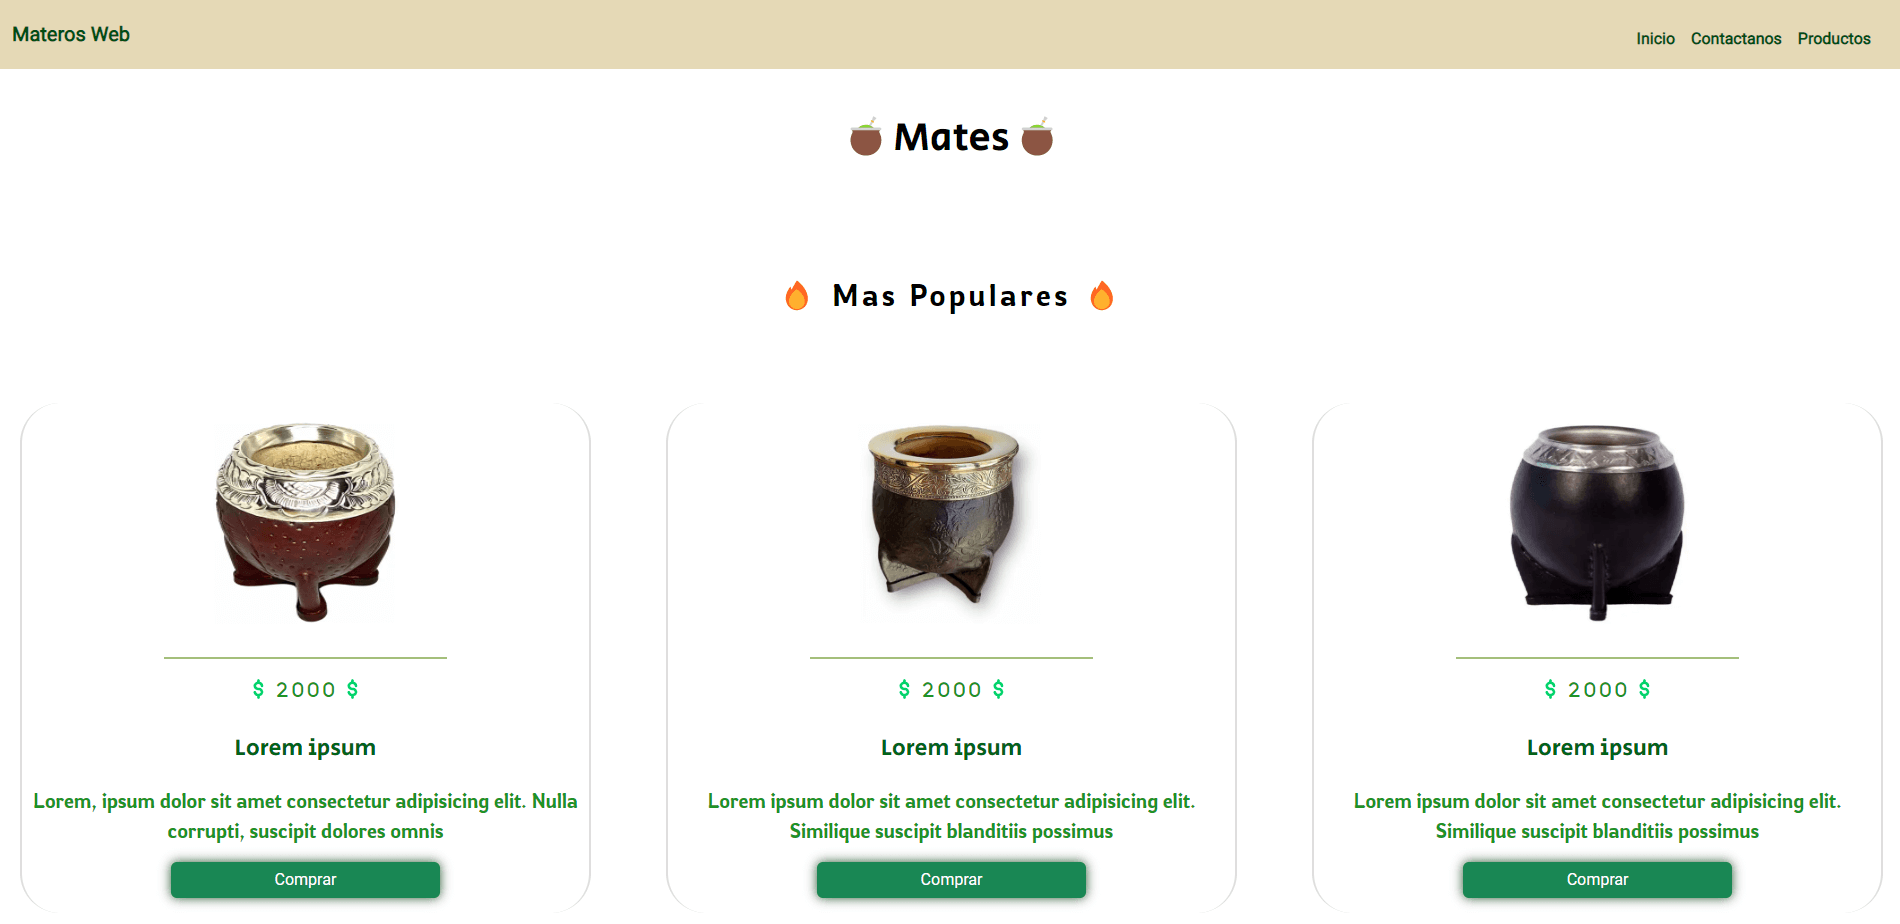 Materos Web
Inicio Contactanos Productos
🧉 Mates 🧉
🔥 Mas Populares 🔥
$ 2000 $
Lorem ipsum
Lorem, ipsum dolor sit amet consectetur adipisicing elit. Nulla
corrupti, suscipit dolores omnis
Comprar
$ 2000 $
Lorem ipsum
Lorem ipsum dolor sit amet consectetur adipisicing elit.
Similique suscipit blanditiis possimus
Comprar
$ 2000 $
Lorem ipsum
Lorem ipsum dolor sit amet consectetur adipisicing elit.
Similique suscipit blanditiis possimus
Comprar